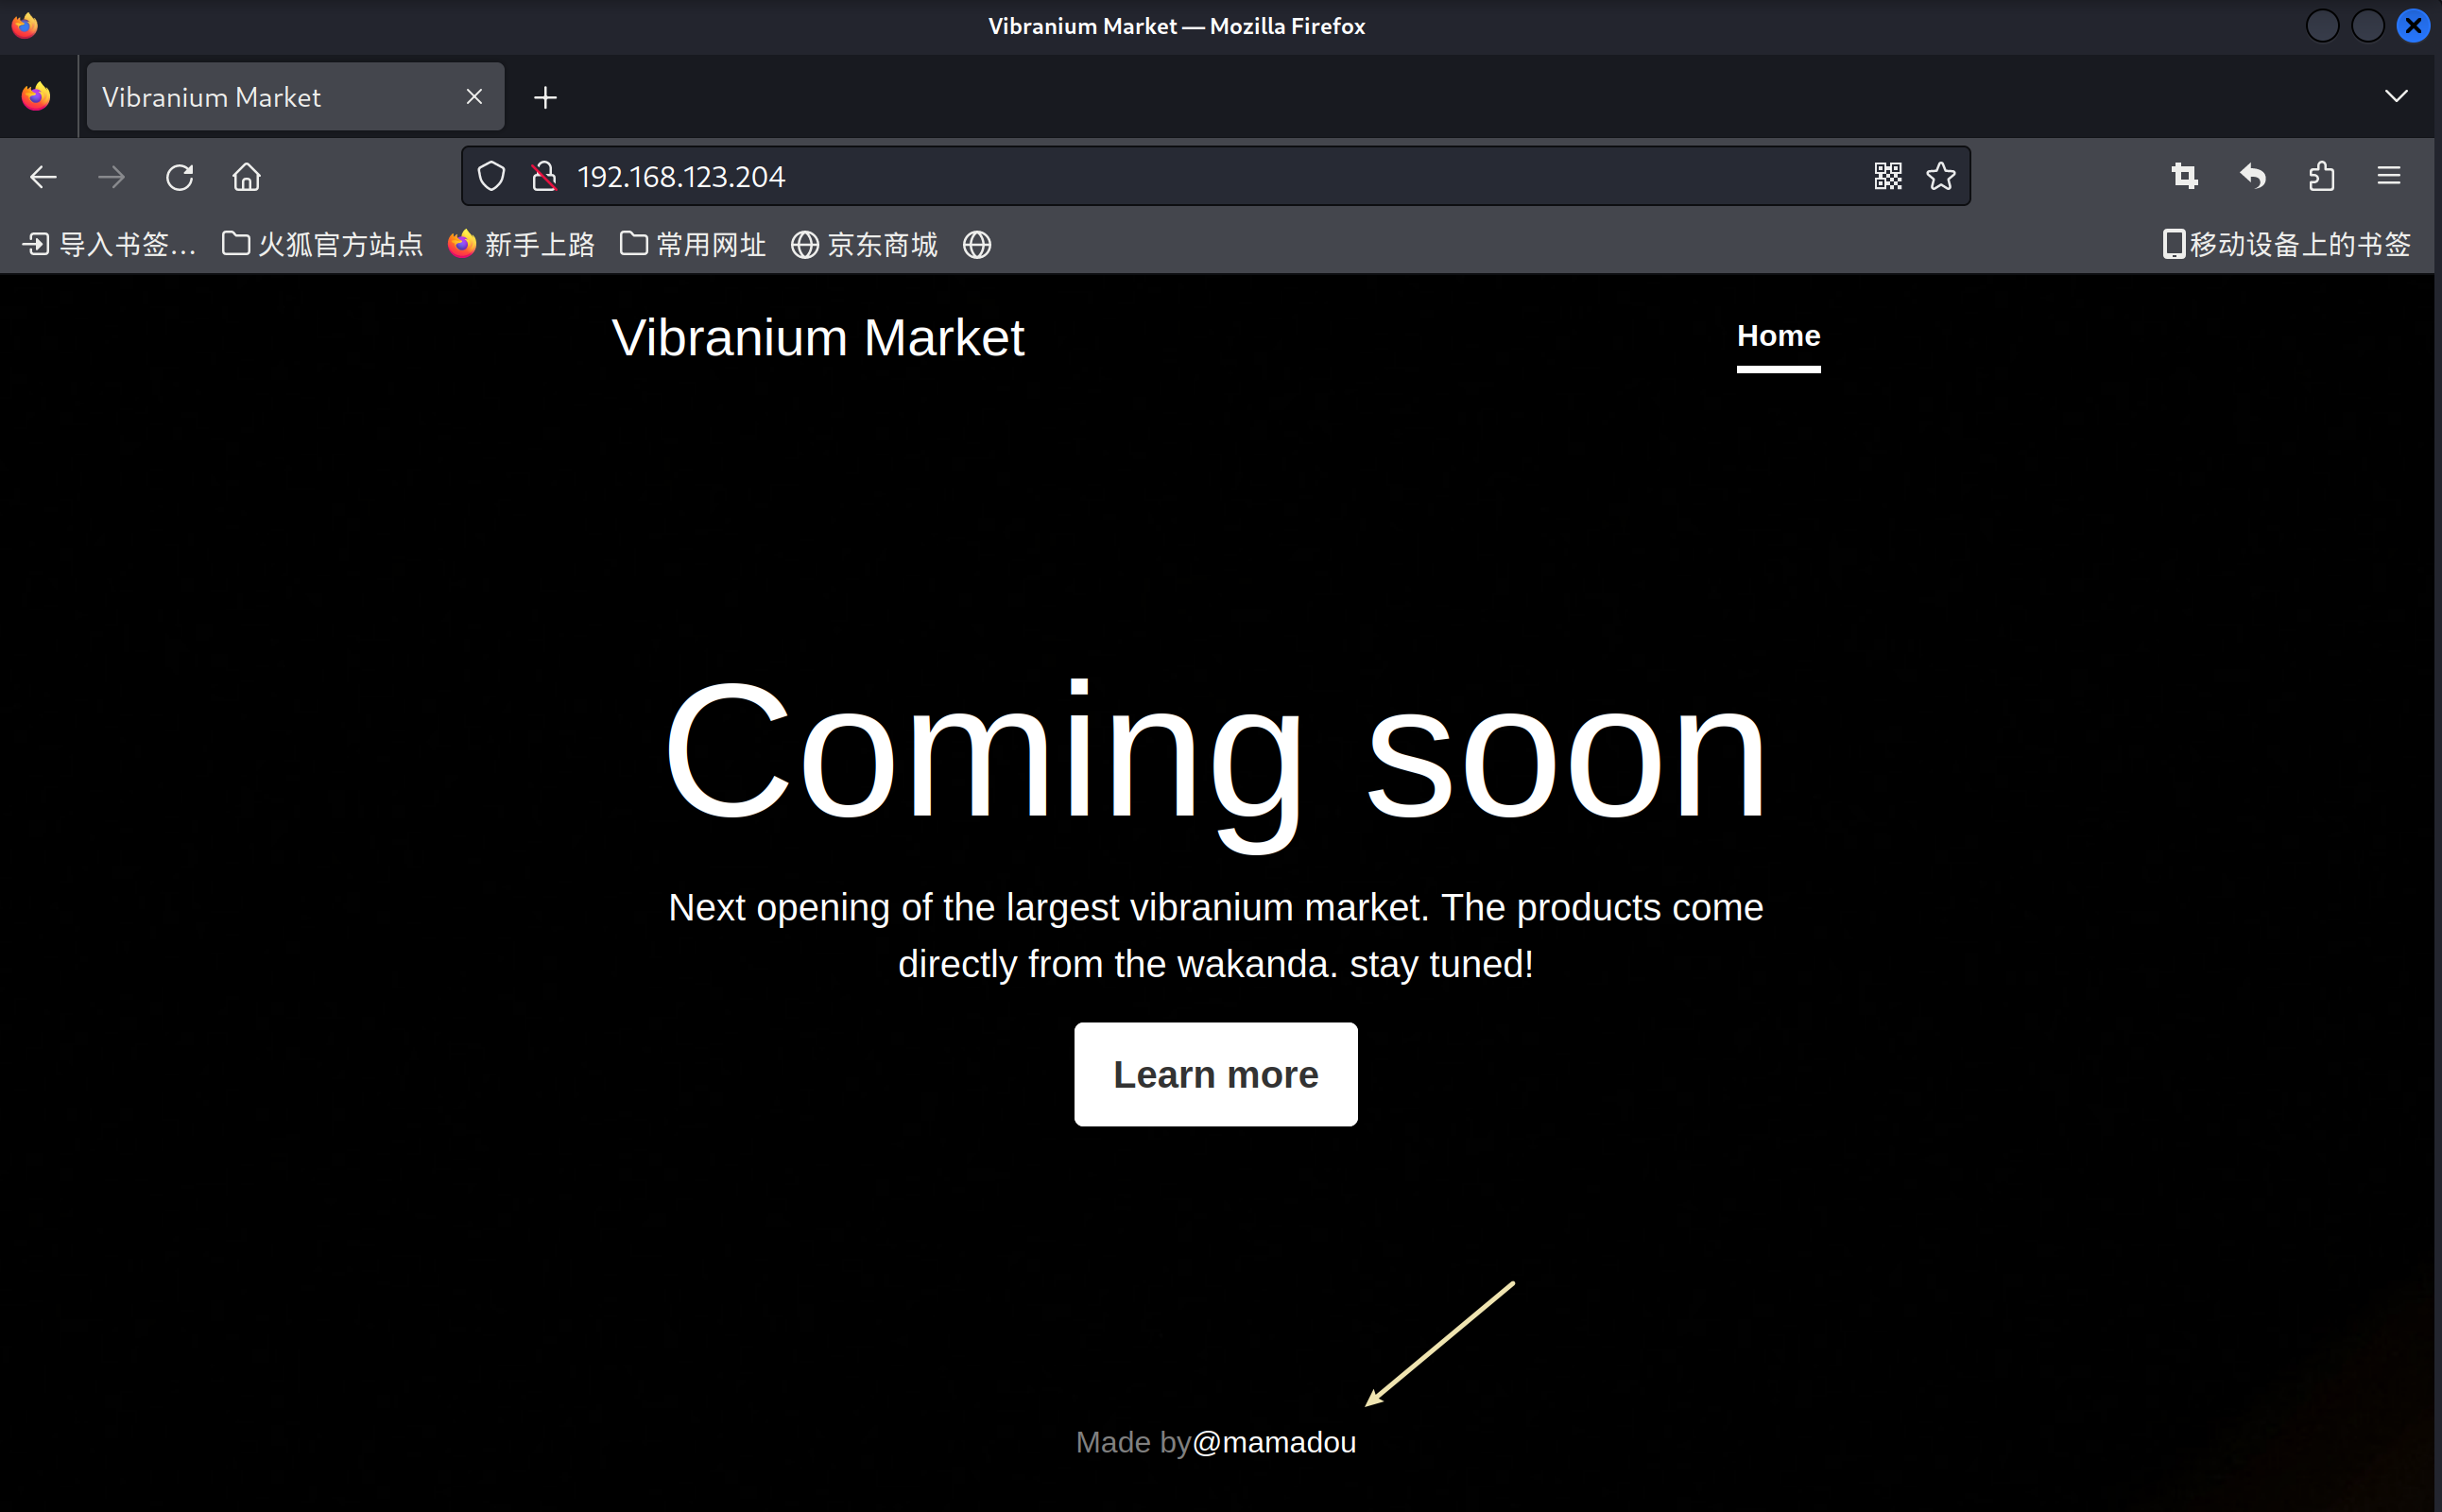 Vibranium Market — Mozilla Firefox
Vibranium Market
192.168.123.204
导入书签… 火狐官方站点 新手上路 常用网址 京东商城 移动设备上的书签
Vibranium Market Home
Coming soon
Next opening of the largest vibranium market. The products come
directly from the wakanda. stay tuned!
Learn more
Made by@mamadou